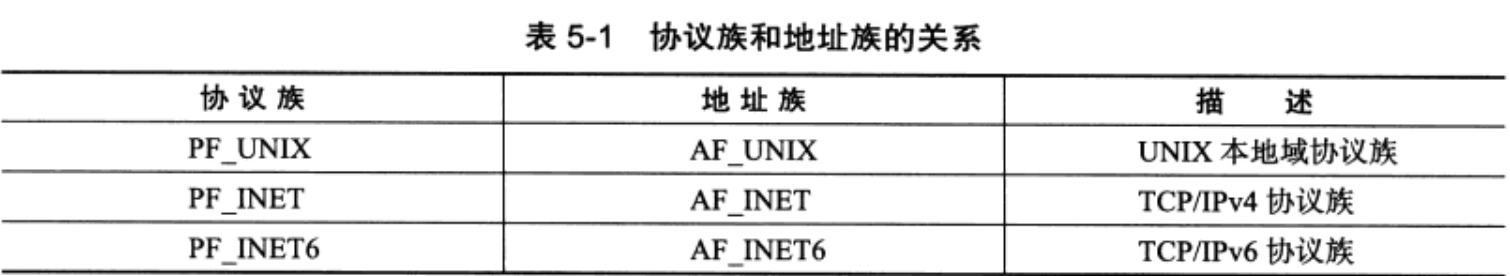 表 5-1 协议族和地址族的关系
协 议 族 地 址 族 描 述
PF_UNIX AF_UNIX UNIX 本地域协议族
PF_INET AF_INET TCP/IPv4 协议族
PF_INET6 AF_INET6 TCP/IPv6 协议族